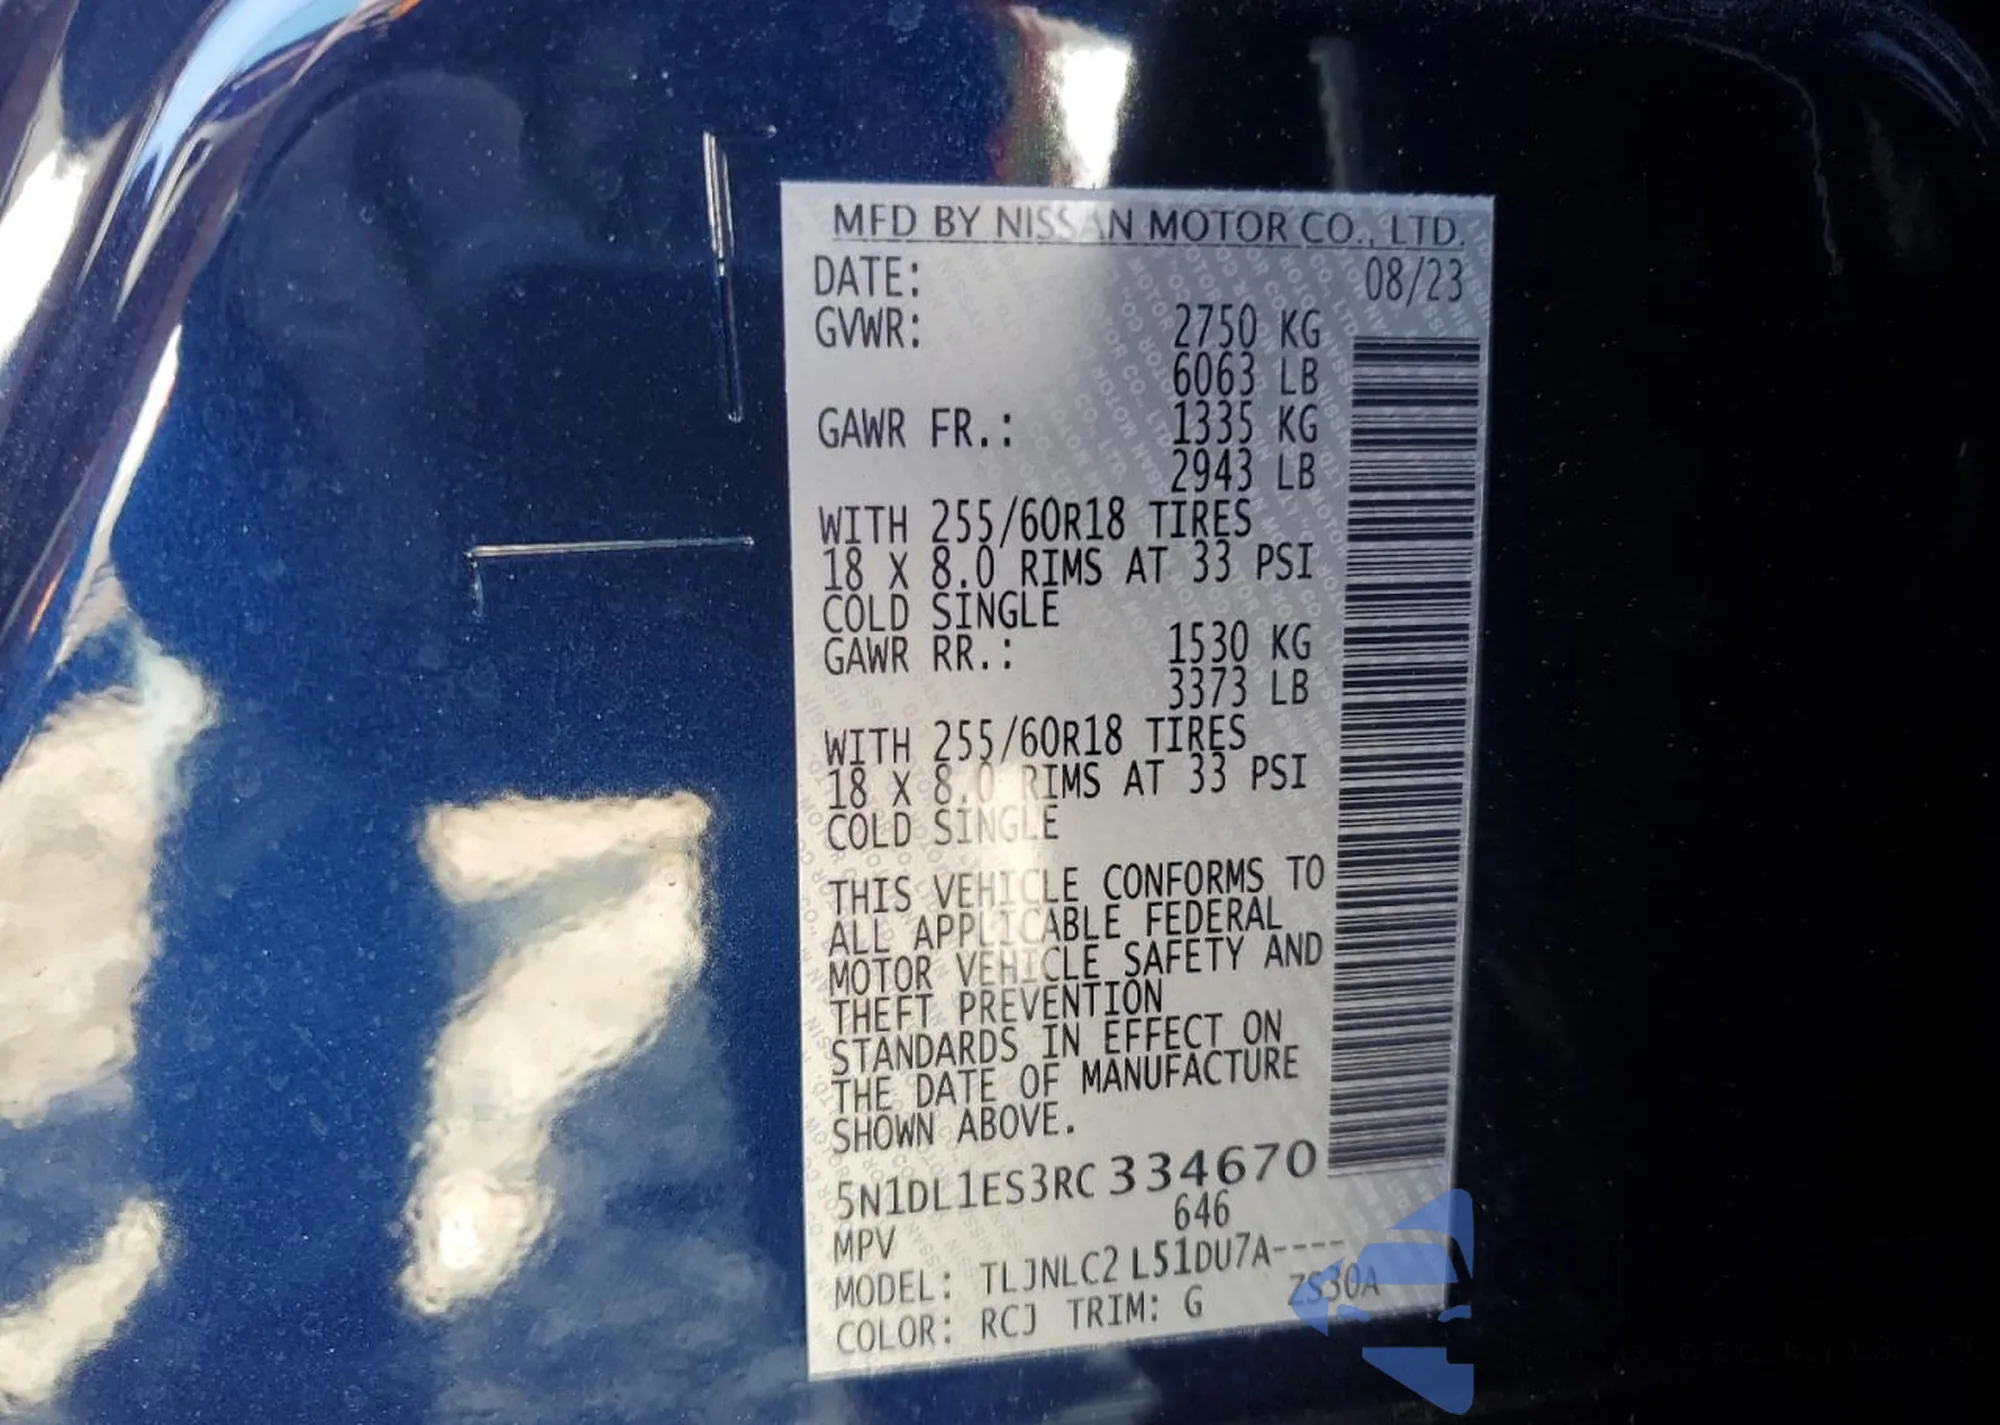 MFD BY NISSAN MOTOR CO., LTD.
DATE: 08/23
GVWR: 2750 KG
6063 LB
GAWR FR.: 1335 KG
2943 LB
WITH 255/60R18 TIRES
18 X 8.0 RIMS AT 33 PSI
COLD SINGLE
GAWR RR.: 1530 KG
3373 LB
WITH 255/60R18 TIRES
18 X 8.0 RIMS AT 33 PSI
COLD SINGLE
THIS VEHICLE CONFORMS TO
ALL APPLICABLE FEDERAL
MOTOR VEHICLE SAFETY AND
THEFT PREVENTION
STANDARDS IN EFFECT ON
THE DATE OF MANUFACTURE
SHOWN ABOVE.
5N1DL1ES3RC334670
MPV 646
MODEL: TLJNLC2 L51DU7A----
COLOR: RCJ TRIM: G ZS30A